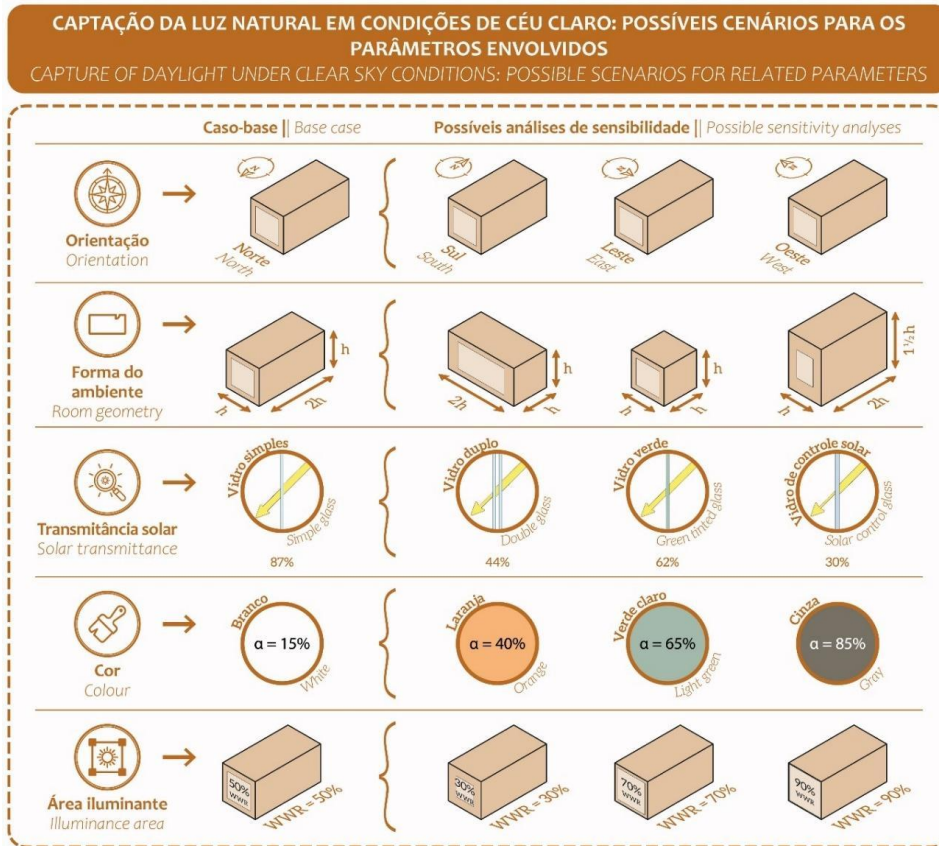 CAPTAÇÃO DA LUZ NATURAL EM CONDIÇÕES DE CÉU CLARO: POSSÍVEIS CENÁRIOS PARA OS
PARÂMETROS ENVOLVIDOS
CAPTURE OF DAYLIGHT UNDER CLEAR SKY CONDITIONS: POSSIBLE SCENARIOS FOR RELATED PARAMETERS
Caso-base || Base case
Possíveis análises de sensibilidade || Possible sensitivity analyses
Orientação
Orientation
N
Norte
North
N
Sul
South
N
Leste
East
N
Oeste
West
Forma do
ambiente
Room geometry
h
2h
h
2h
h
h
h
h
h
h
2h
1½h
Transmitância solar
Solar transmittance
Vidro simples
Simple glass
87%
Vidro duplo
Double glass
44%
Vidro verde
Green tinted glass
62%
Vidro de controle solar
Solar control glass
30%
Cor
Colour
Branco
α = 15%
White
Laranja
α = 40%
Orange
Verde claro
α = 65%
Light green
Cinza
α = 85%
Gray
Área iluminante
Illuminance area
50%
WWR
WWR = 50%
30%
WWR
WWR = 30%
70%
WWR
WWR = 70%
90%
WWR
WWR = 90%